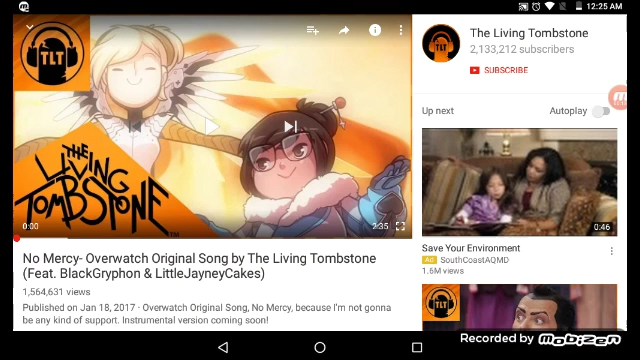 12:25 AM
TLT
The Living Tombstone
2,133,212 subscribers
SUBSCRIBE
Up next
Autoplay
THE
LIVING
TOMBSTONE
TM
0:00
2:35
0:46
No Mercy- Overwatch Original Song by The Living Tombstone
(Feat. BlackGryphon & LittleJayneyCakes)
1,564,631 views
Published on Jan 18, 2017 · Overwatch Original Song, No Mercy, because I'm not gonna
be any kind of support. Instrumental version coming soon!
Save Your Environment
Ad SouthCoastAQMD
1.6M views
TLT
Recorded by mobizen